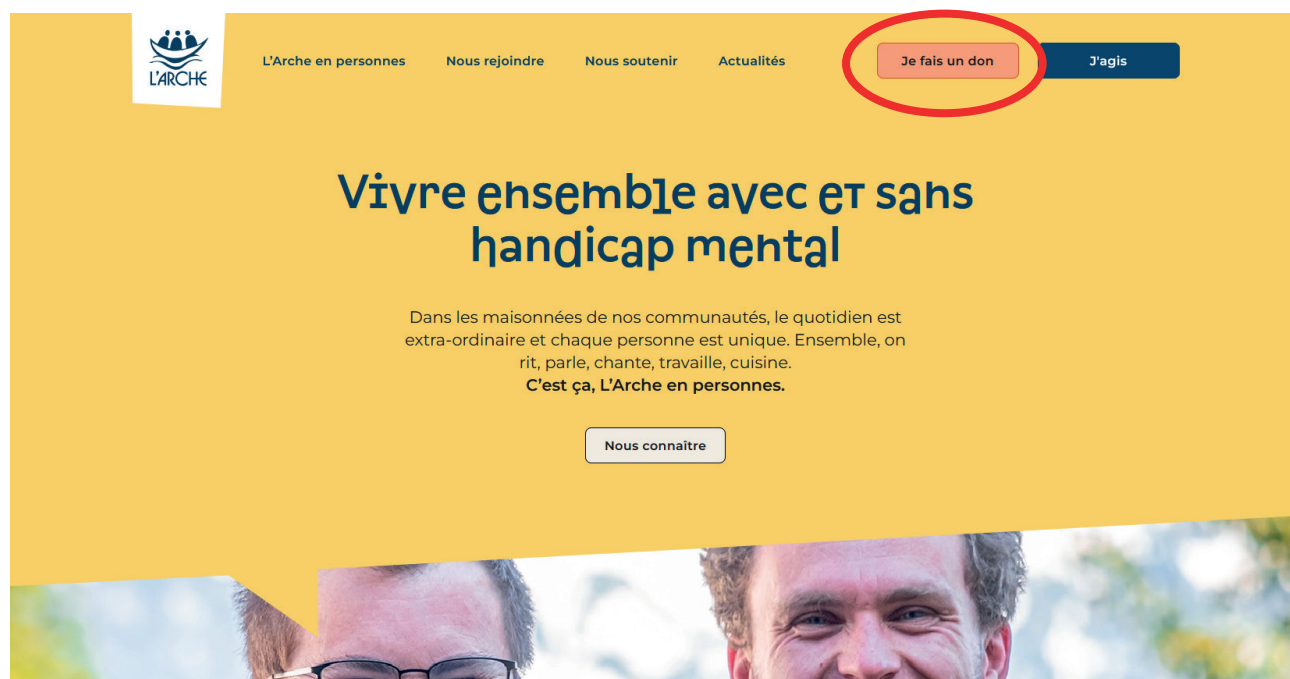 L'ARCHE
L'Arche en personnes
Nous rejoindre
Nous soutenir
Actualités
Je fais un don
J'agis
Vivre ensemble avec et sans
handicap mental
Dans les maisonnées de nos communautés, le quotidien est
extra-ordinaire et chaque personne est unique. Ensemble, on
rit, parle, chante, travaille, cuisine.
C'est ça, L'Arche en personnes.
Nous connaître